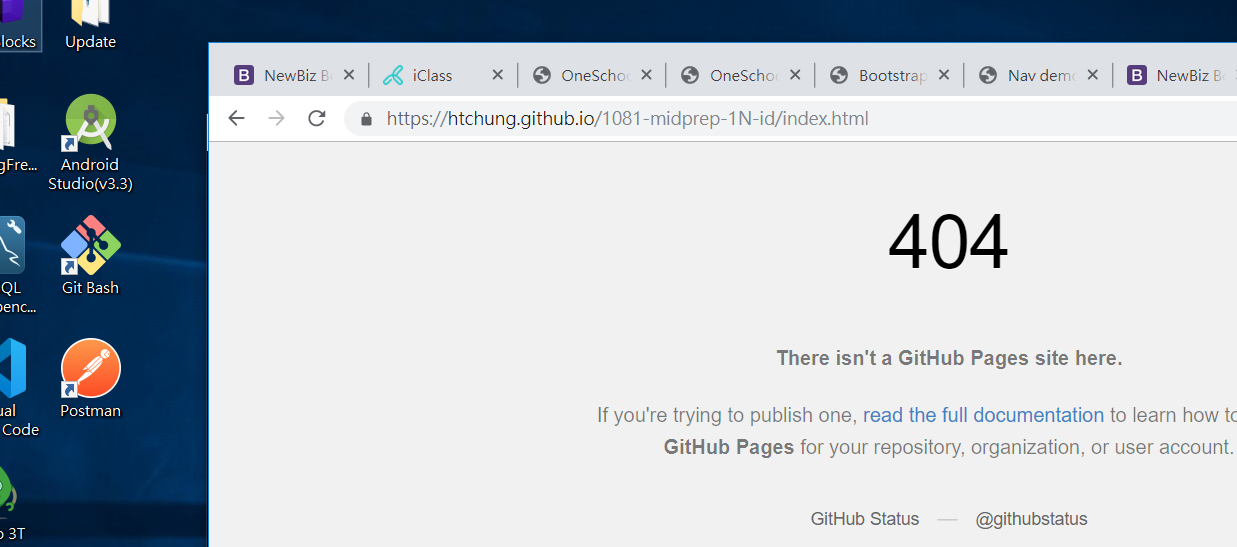 locks
Update
NewBiz B
iClass
OneScho
OneScho
Bootstrap
Nav demo
NewBiz B
https://htchung.github.io/1081-midprep-1N-id/index.html
gFre...
Android
Studio(v3.3)
404
QL
enc...
Git Bash
There isn't a GitHub Pages site here.
If you're trying to publish one, read the full documentation to learn how to
GitHub Pages for your repository, organization, or user account.
ual
Code
Postman
GitHub Status — @githubstatus
3T